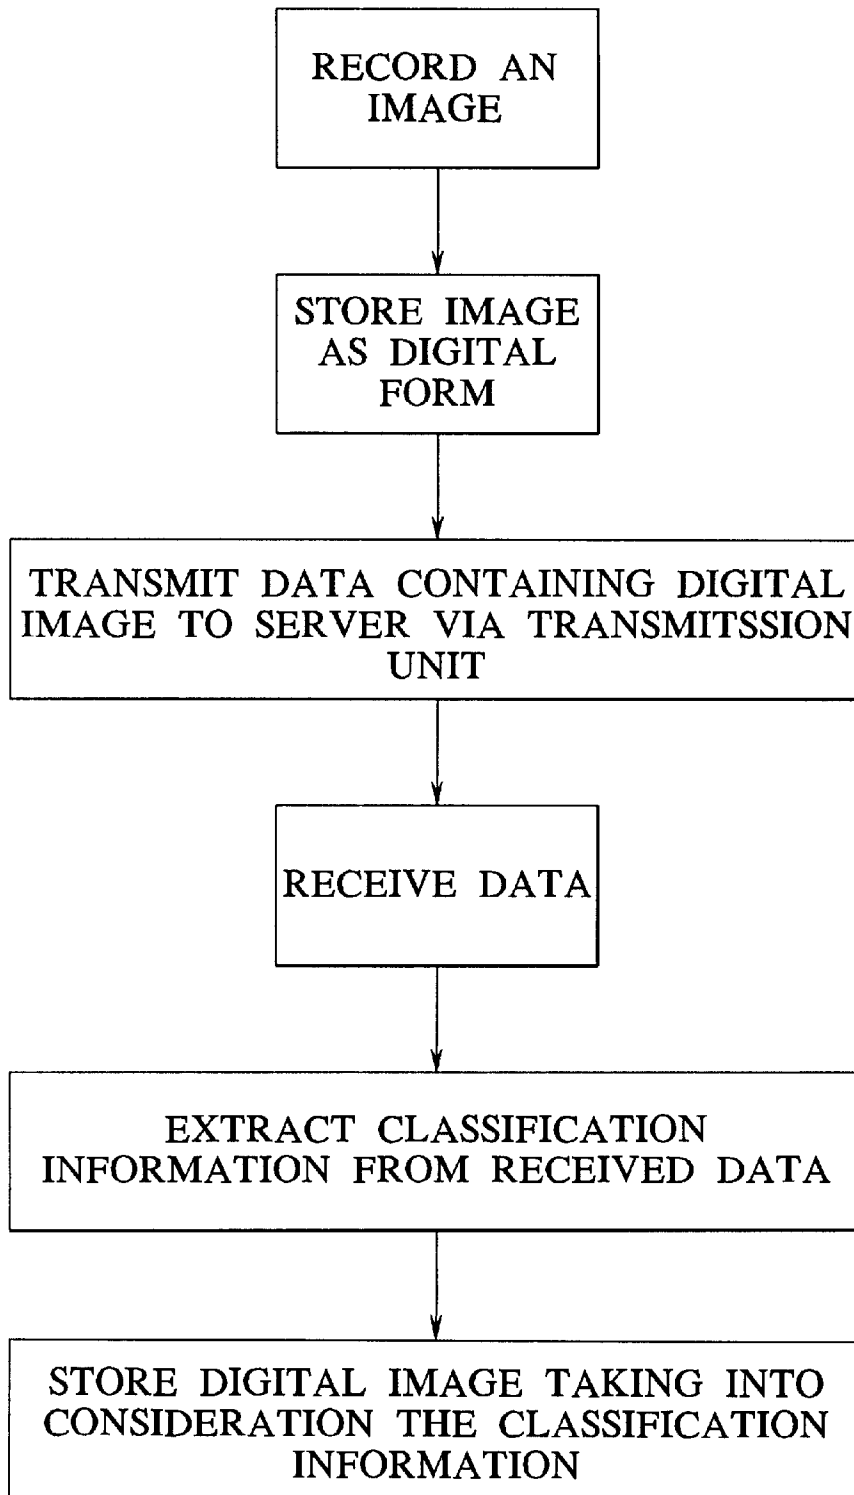 RECORD AN
IMAGE
STORE IMAGE
AS DIGITAL
FORM
TRANSMIT DATA CONTAINING DIGITAL
IMAGE TO SERVER VIA TRANSMITSSION
UNIT
RECEIVE DATA
EXTRACT CLASSIFICATION
INFORMATION FROM RECEIVED DATA
STORE DIGITAL IMAGE TAKING INTO
CONSIDERATION THE CLASSIFICATION
INFORMATION